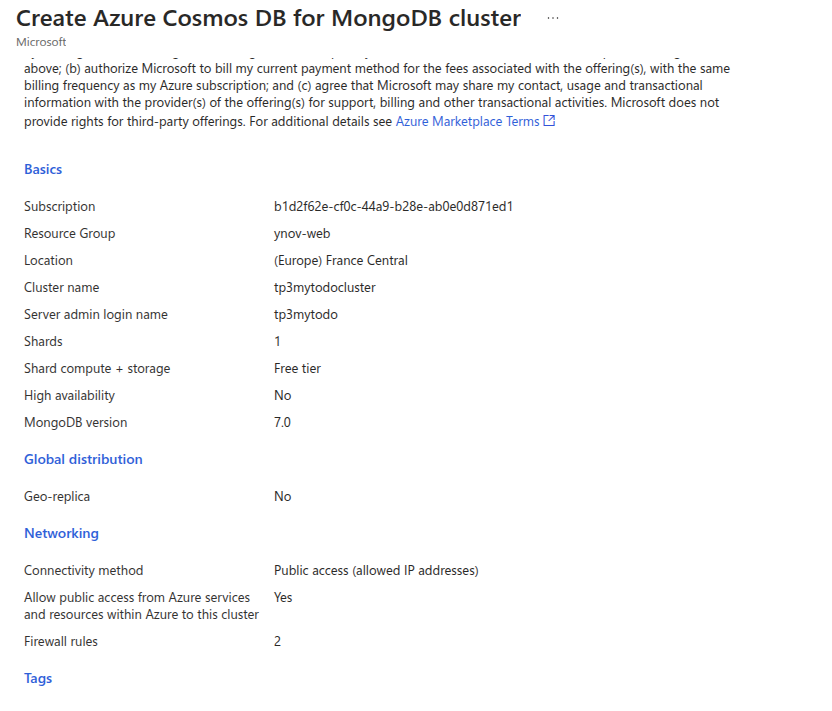 Create Azure Cosmos DB for MongoDB cluster ...
Microsoft
above; (b) authorize Microsoft to bill my current payment method for the fees associated with the offering(s), with the same
billing frequency as my Azure subscription; and (c) agree that Microsoft may share my contact, usage and transactional
information with the provider(s) of the offering(s) for support, billing and other transactional activities. Microsoft does not
provide rights for third-party offerings. For additional details see Azure Marketplace Terms
Basics
Subscription b1d2f62e-cf0c-44a9-b28e-ab0e0d871ed1
Resource Group ynov-web
Location (Europe) France Central
Cluster name tp3mytodocluster
Server admin login name tp3mytodo
Shards 1
Shard compute + storage Free tier
High availability No
MongoDB version 7.0
Global distribution
Geo-replica No
Networking
Connectivity method Public access (allowed IP addresses)
Allow public access from Azure services Yes
and resources within Azure to this cluster
Firewall rules 2
Tags